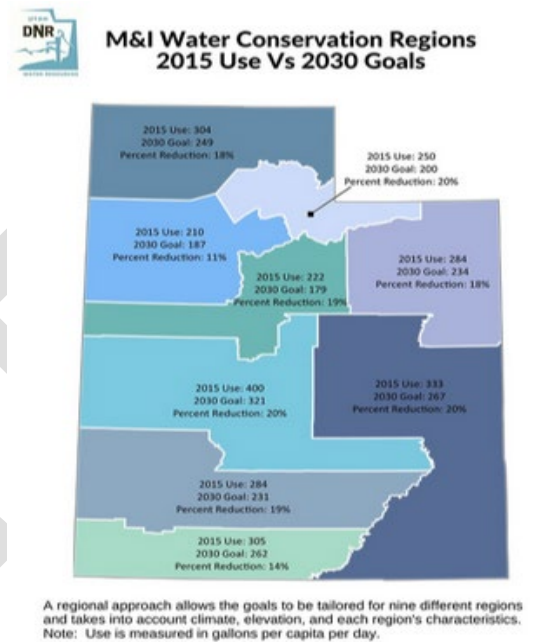 UTAH
DNR
WATER RESOURCES
M&I Water Conservation Regions
2015 Use Vs 2030 Goals
2015 Use: 304
2030 Goal: 249
Percent Reduction: 18%
2015 Use: 250
2030 Goal: 200
Percent Reduction: 20%
2015 Use: 210
2030 Goal: 187
Percent Reduction: 11%
2015 Use: 222
2030 Goal: 179
Percent Reduction: 19%
2015 Use: 284
2030 Goal: 234
Percent Reduction: 18%
2015 Use: 400
2030 Goal: 321
Percent Reduction: 20%
2015 Use: 333
2030 Goal: 267
Percent Reduction: 20%
2015 Use: 284
2030 Goal: 231
Percent Reduction: 19%
2015 Use: 305
2030 Goal: 262
Percent Reduction: 14%
A regional approach allows the goals to be tailored for nine different regions
and takes into account climate, elevation, and each region's characteristics.
Note: Use is measured in gallons per capita per day.